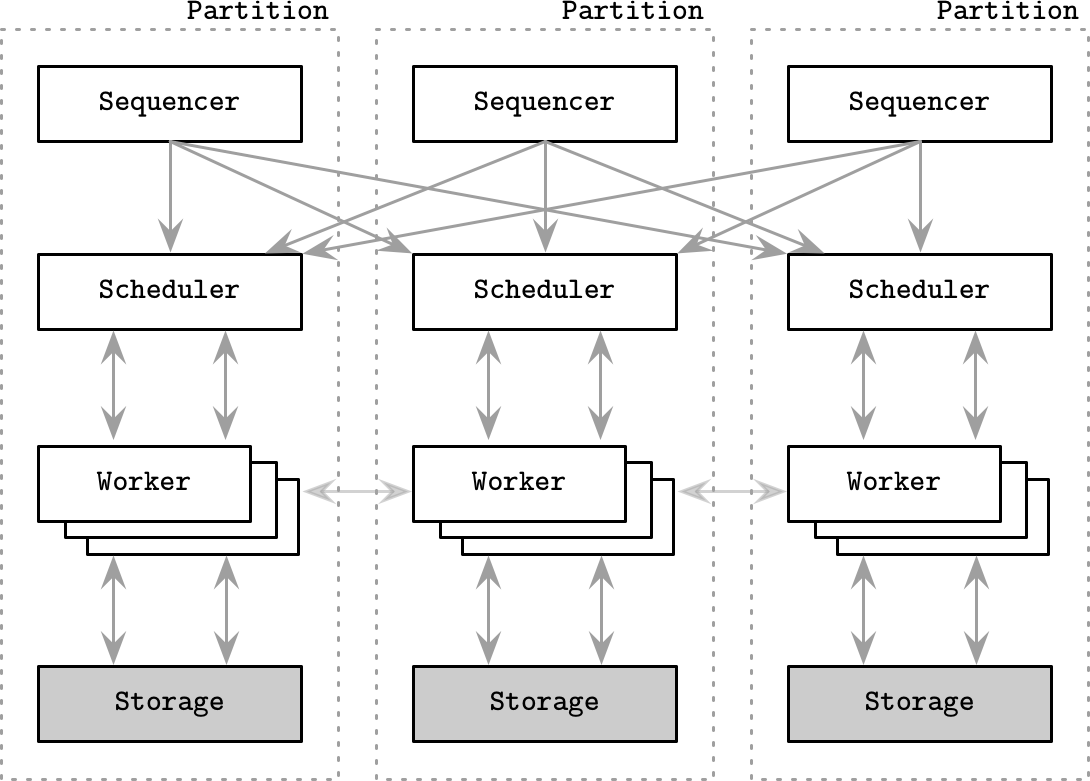 Partition Partition Partition
Sequencer Sequencer Sequencer
Scheduler Scheduler Scheduler
Worker Worker Worker
Storage Storage Storage